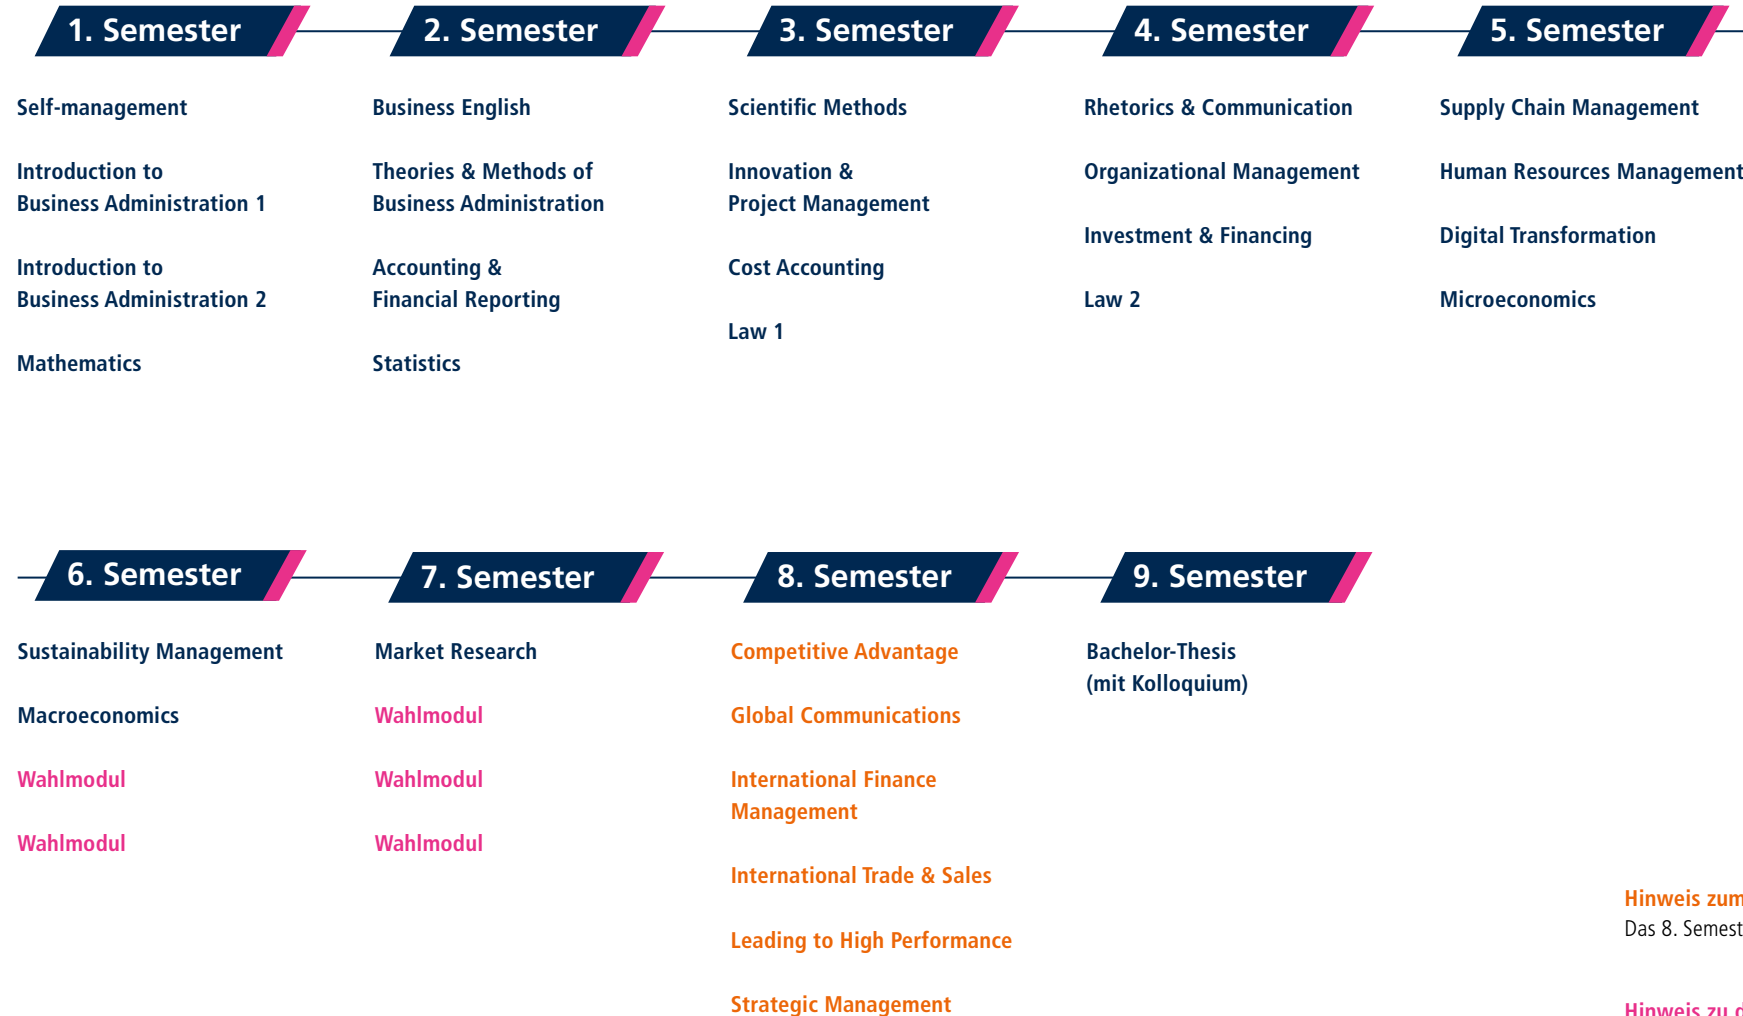 1. Semester
Self-management
Introduction to
Business Administration 1
Introduction to
Business Administration 2
Mathematics
2. Semester
Business English
Theories & Methods of
Business Administration
Accounting &
Financial Reporting
Statistics
3. Semester
Scientific Methods
Innovation &
Project Management
Cost Accounting
Law 1
4. Semester
Rhetorics & Communication
Organizational Management
Investment & Financing
Law 2
5. Semester
Supply Chain Management
Human Resources Management
Digital Transformation
Microeconomics
6. Semester
Sustainability Management
Macroeconomics
Wahlmodul
Wahlmodul
7. Semester
Market Research
Wahlmodul
Wahlmodul
Wahlmodul
8. Semester
Competitive Advantage
Global Communications
International Finance
Management
International Trade & Sales
Leading to High Performance
Strategic Management
9. Semester
Bachelor-Thesis
(mit Kolloquium)
Hinweis zum
Das 8. Semest
Hinweis zu d